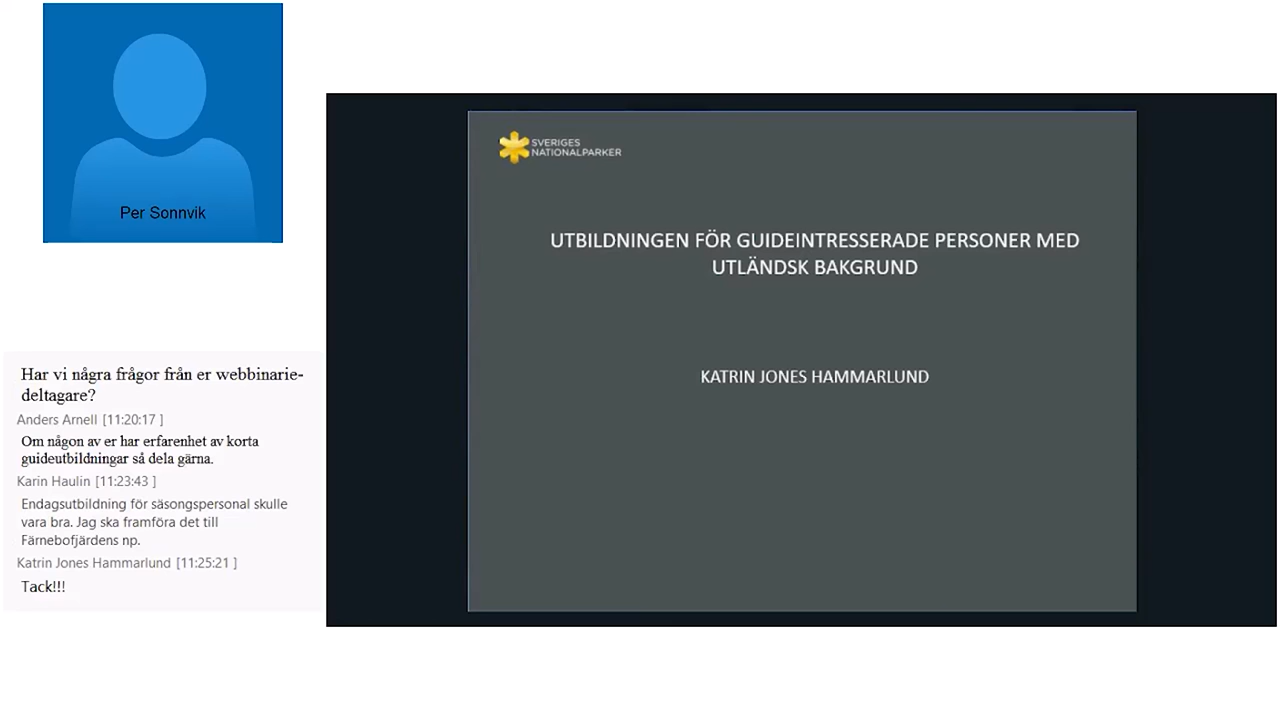 Per Sonnvik
Har vi några frågor från er webbinarie-
deltagare?
Anders Arnell [11:20:17 ]
Om någon av er har erfarenhet av korta
guideutbildningar så dela gärna.
Karin Haulin [11:23:43 ]
Endagsutbildning för säsongspersonal skulle
vara bra. Jag ska framföra det till
Färnebofjärdens np.
Katrin Jones Hammarlund [11:25:21 ]
Tack!!!
SVERIGES
NATIONALPARKER
UTBILDNINGEN FÖR GUIDEINTRESSERADE PERSONER MED
UTLÄNDSK BAKGRUND
KATRIN JONES HAMMARLUND